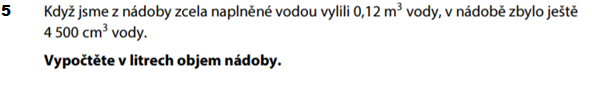 5 Když jsme z nádoby zcela naplněné vodou vylili 0,12 m³ vody, v nádobě zbylo ještě
4 500 cm³ vody.
Vypočtěte v litrech objem nádoby.